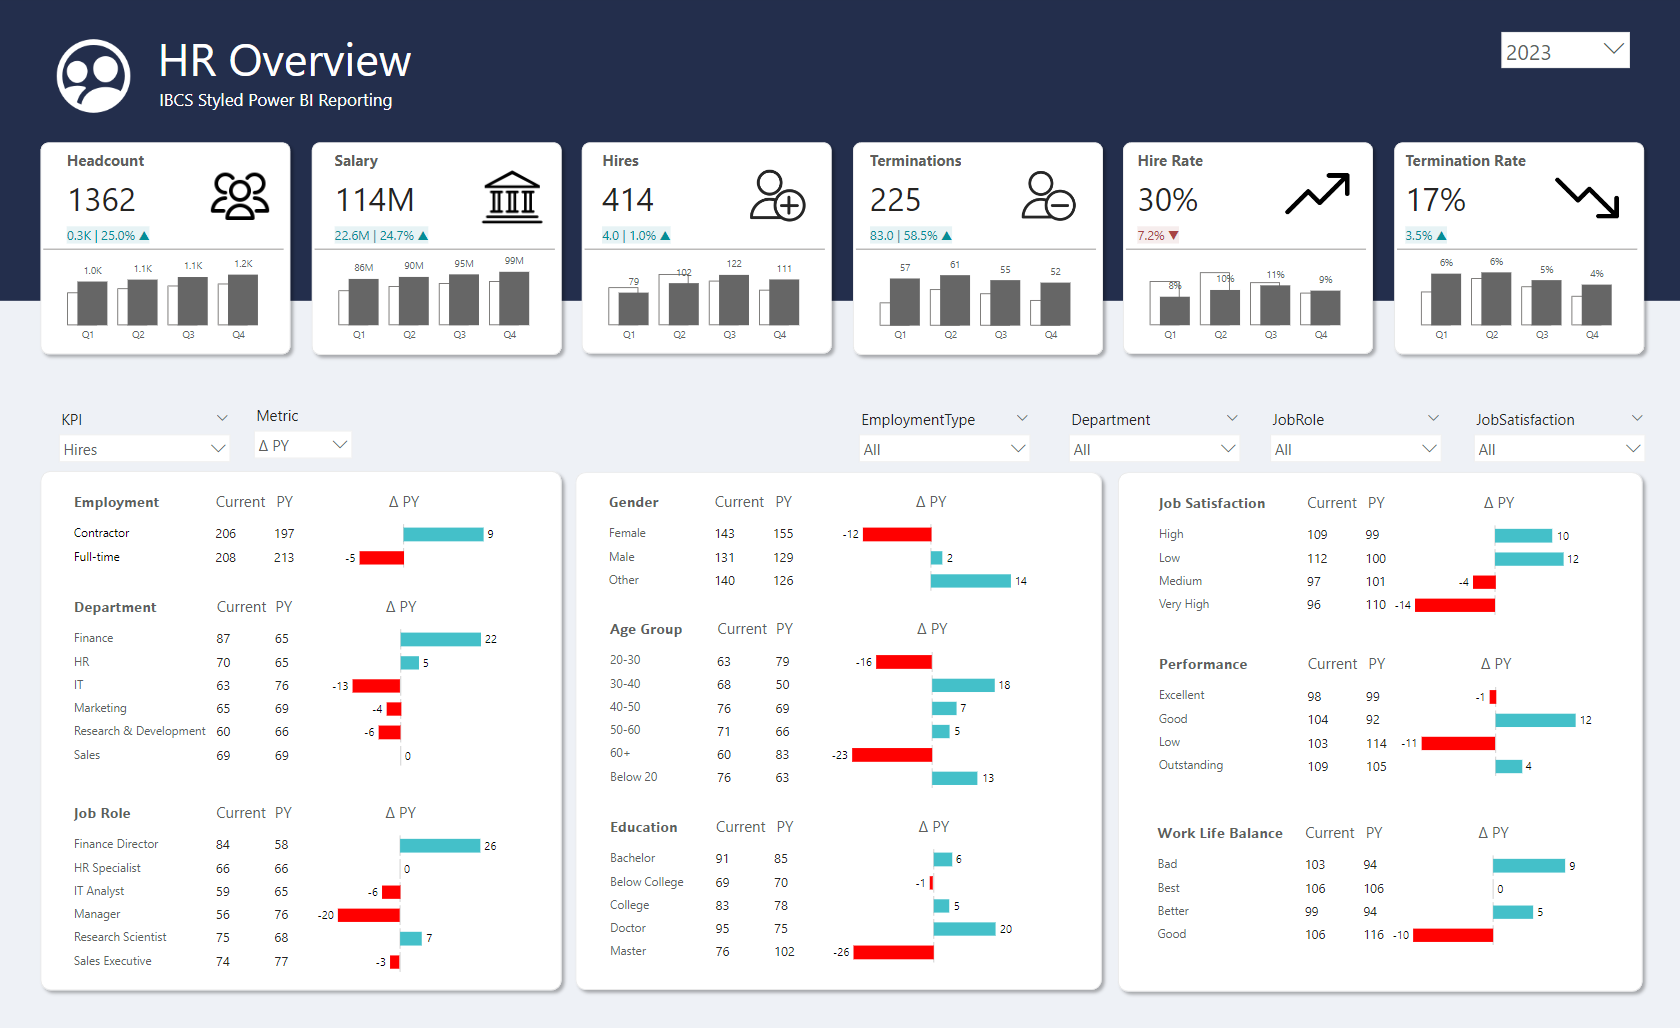 HR Overview
IBCS Styled Power BI Reporting
2023
Headcount
1362
0.3K | 25.0% ▲
1.0K 1.1K 1.1K 1.2K
Q1 Q2 Q3 Q4
Salary
114M
22.6M | 24.7% ▲
86M 90M 95M 99M
Q1 Q2 Q3 Q4
Hires
414
4.0 | 1.0% ▲
79 102 122 111
Q1 Q2 Q3 Q4
Terminations
225
83.0 | 58.5% ▲
57 61 55 52
Q1 Q2 Q3 Q4
Hire Rate
30%
7.2% ▼
8% 10% 11% 9%
Q1 Q2 Q3 Q4
Termination Rate
17%
3.5% ▲
6% 6% 5% 4%
Q1 Q2 Q3 Q4
KPI
Hires
Metric
Δ PY
EmploymentType
All
Department
All
JobRole
All
JobSatisfaction
All
Employment Current PY Δ PY
Contractor 206 197 9
Full-time 208 213 -5
Department Current PY Δ PY
Finance 87 65 22
HR 70 65 5
IT 63 76 -13
Marketing 65 69 -4
Research & Development 60 66 -6
Sales 69 69 0
Job Role Current PY Δ PY
Finance Director 84 58 26
HR Specialist 66 66 0
IT Analyst 59 65 -6
Manager 56 76 -20
Research Scientist 75 68 7
Sales Executive 74 77 -3
Gender Current PY Δ PY
Female 143 155 -12
Male 131 129 2
Other 140 126 14
Age Group Current PY Δ PY
20-30 63 79 -16
30-40 68 50 18
40-50 76 69 7
50-60 71 66 5
60+ 60 83 -23
Below 20 76 63 13
Education Current PY Δ PY
Bachelor 91 85 6
Below College 69 70 -1
College 83 78 5
Doctor 95 75 20
Master 76 102 -26
Job Satisfaction Current PY Δ PY
High 109 99 10
Low 112 100 12
Medium 97 101 -4
Very High 96 110 -14
Performance Current PY Δ PY
Excellent 98 99 -1
Good 104 92 12
Low 103 114 -11
Outstanding 109 105 4
Work Life Balance Current PY Δ PY
Bad 103 94 9
Best 106 106 0
Better 99 94 5
Good 106 116 -10